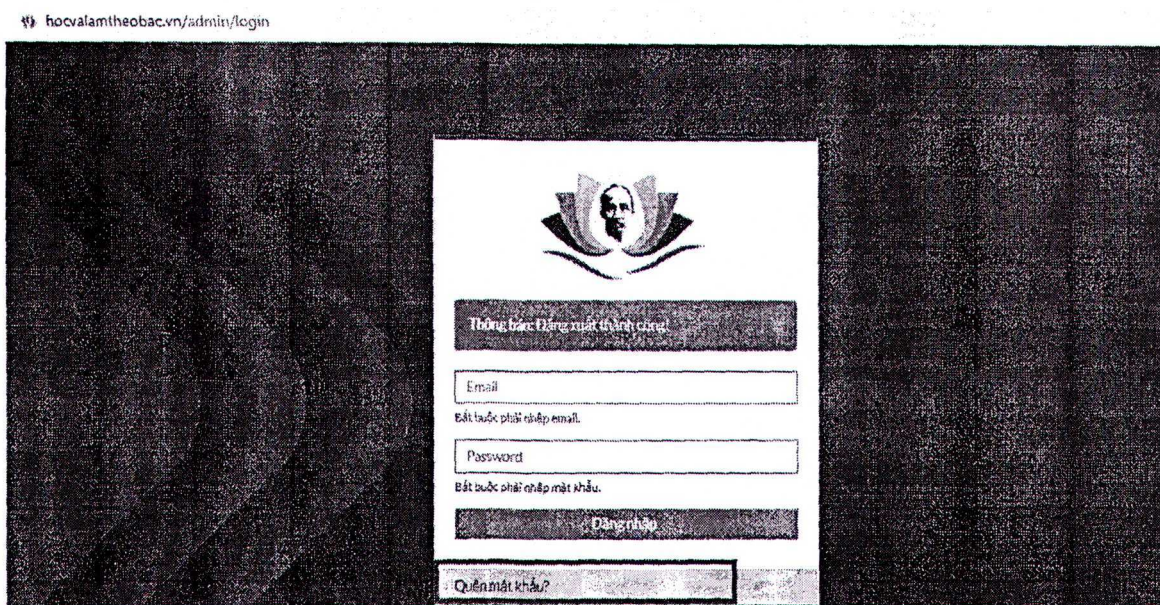 hocvalamtheobac.vn/admin/login
Thông báo: Đăng xuất thành công!
Email
Bắt buộc phải nhập email.
Password
Bắt buộc phải nhập mật khẩu.
Đăng nhập
Quên mật khẩu?